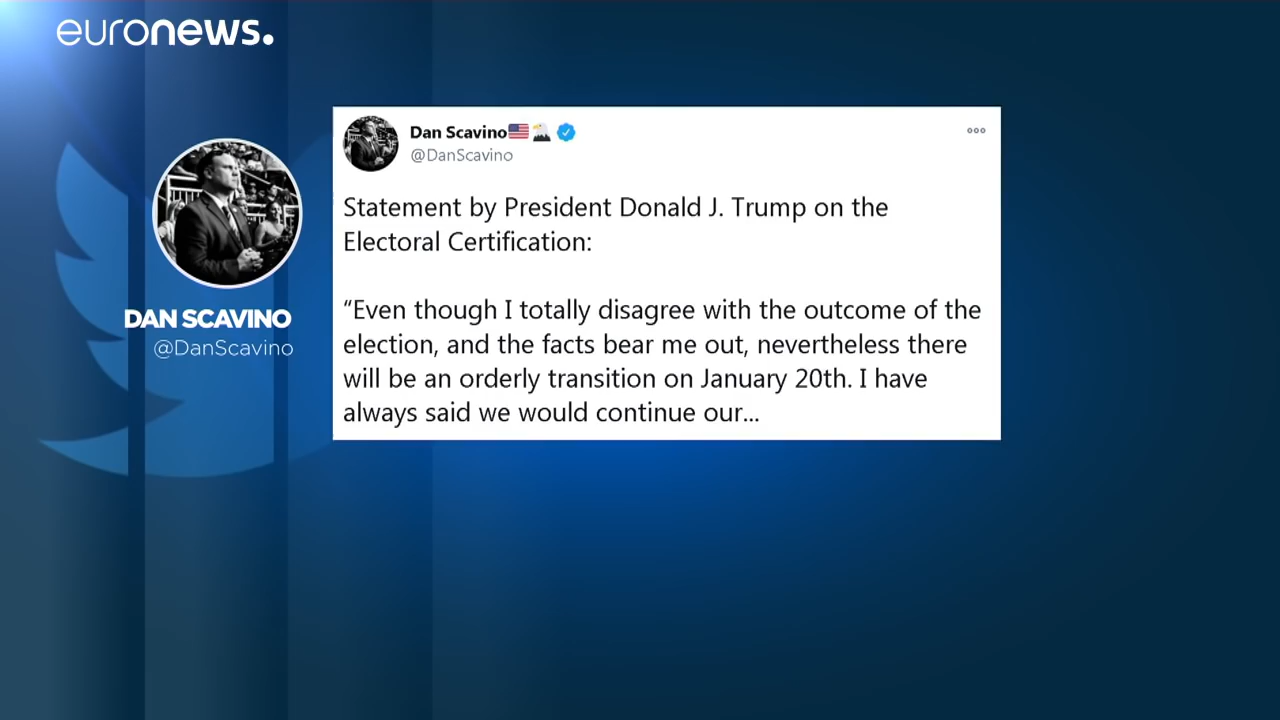 euronews.
Dan Scavino
@DanScavino
Statement by President Donald J. Trump on the
Electoral Certification:
“Even though I totally disagree with the outcome of the
election, and the facts bear me out, nevertheless there
will be an orderly transition on January 20th. I have
always said we would continue our...
DAN SCAVINO
@DanScavino